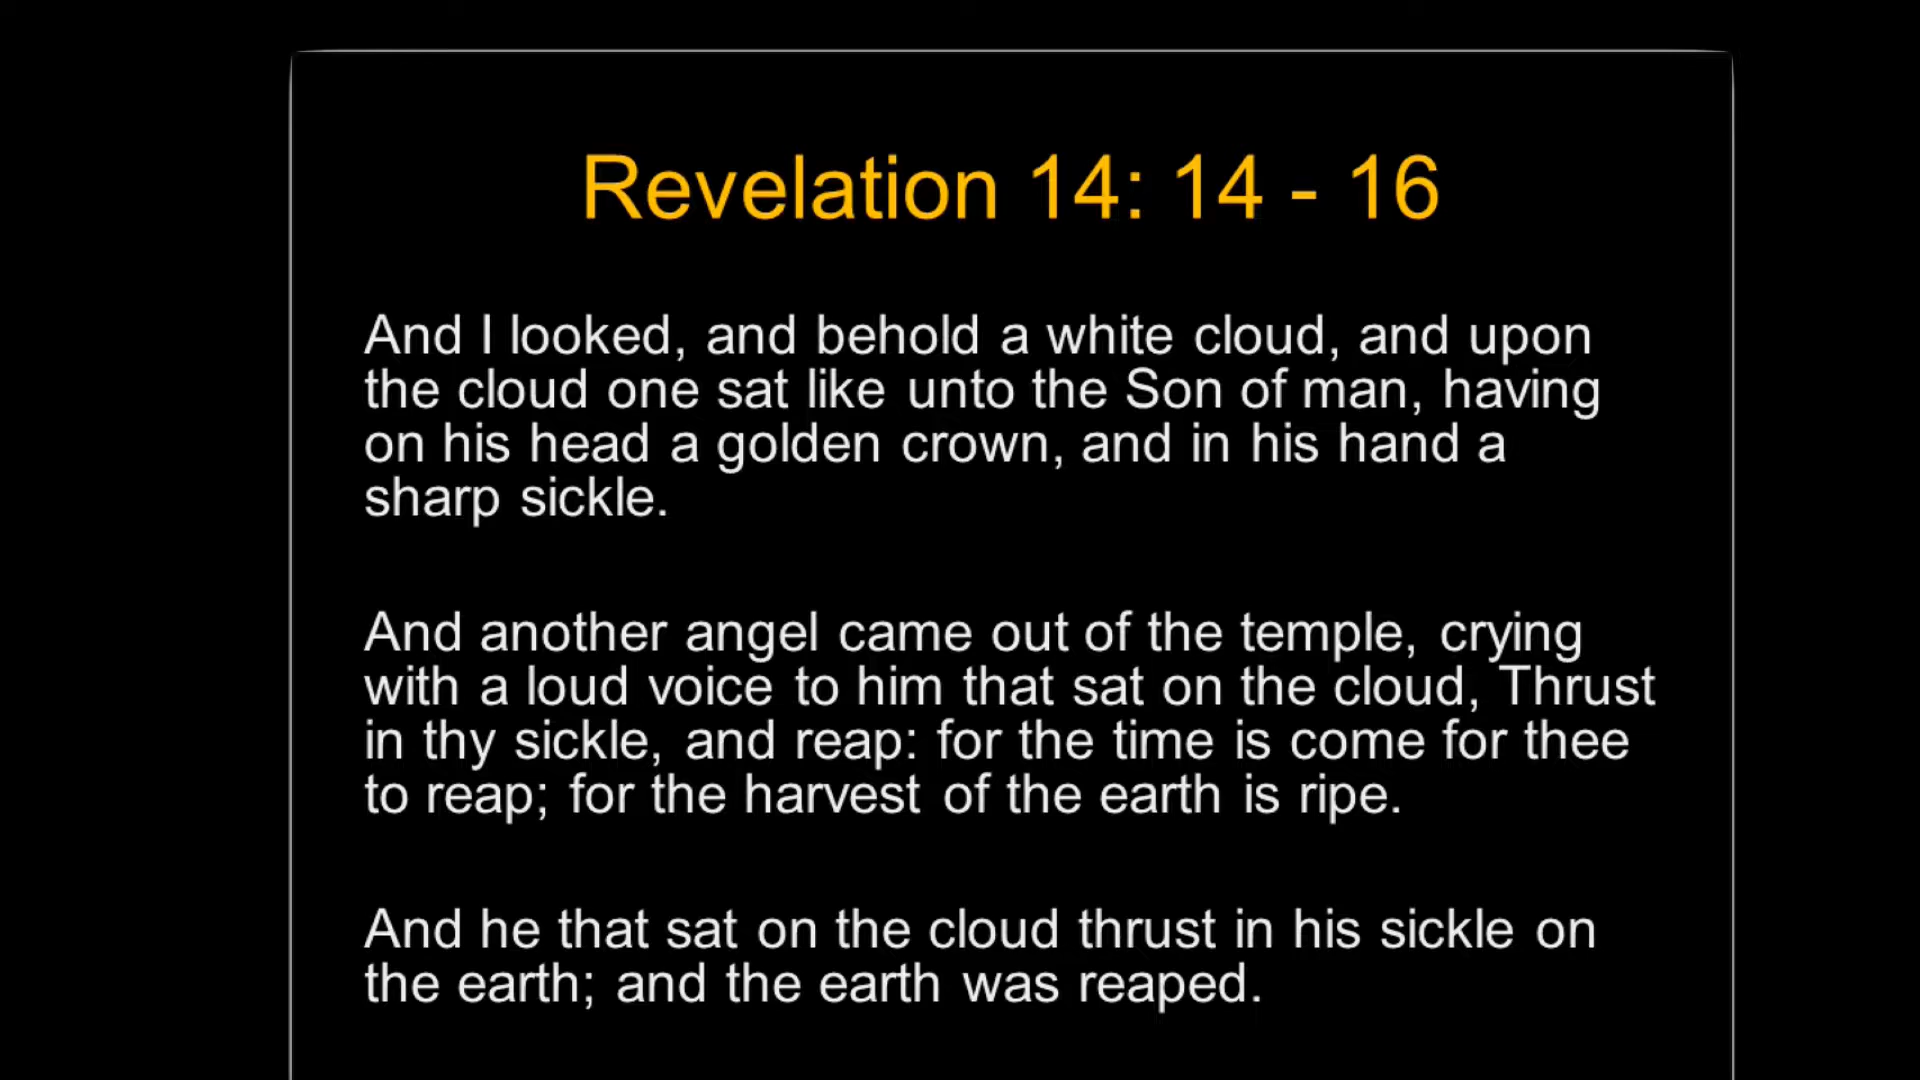 Revelation 14: 14 - 16
And I looked, and behold a white cloud, and upon
the cloud one sat like unto the Son of man, having
on his head a golden crown, and in his hand a
sharp sickle.
And another angel came out of the temple, crying
with a loud voice to him that sat on the cloud, Thrust
in thy sickle, and reap: for the time is come for thee
to reap; for the harvest of the earth is ripe.
And he that sat on the cloud thrust in his sickle on
the earth; and the earth was reaped.